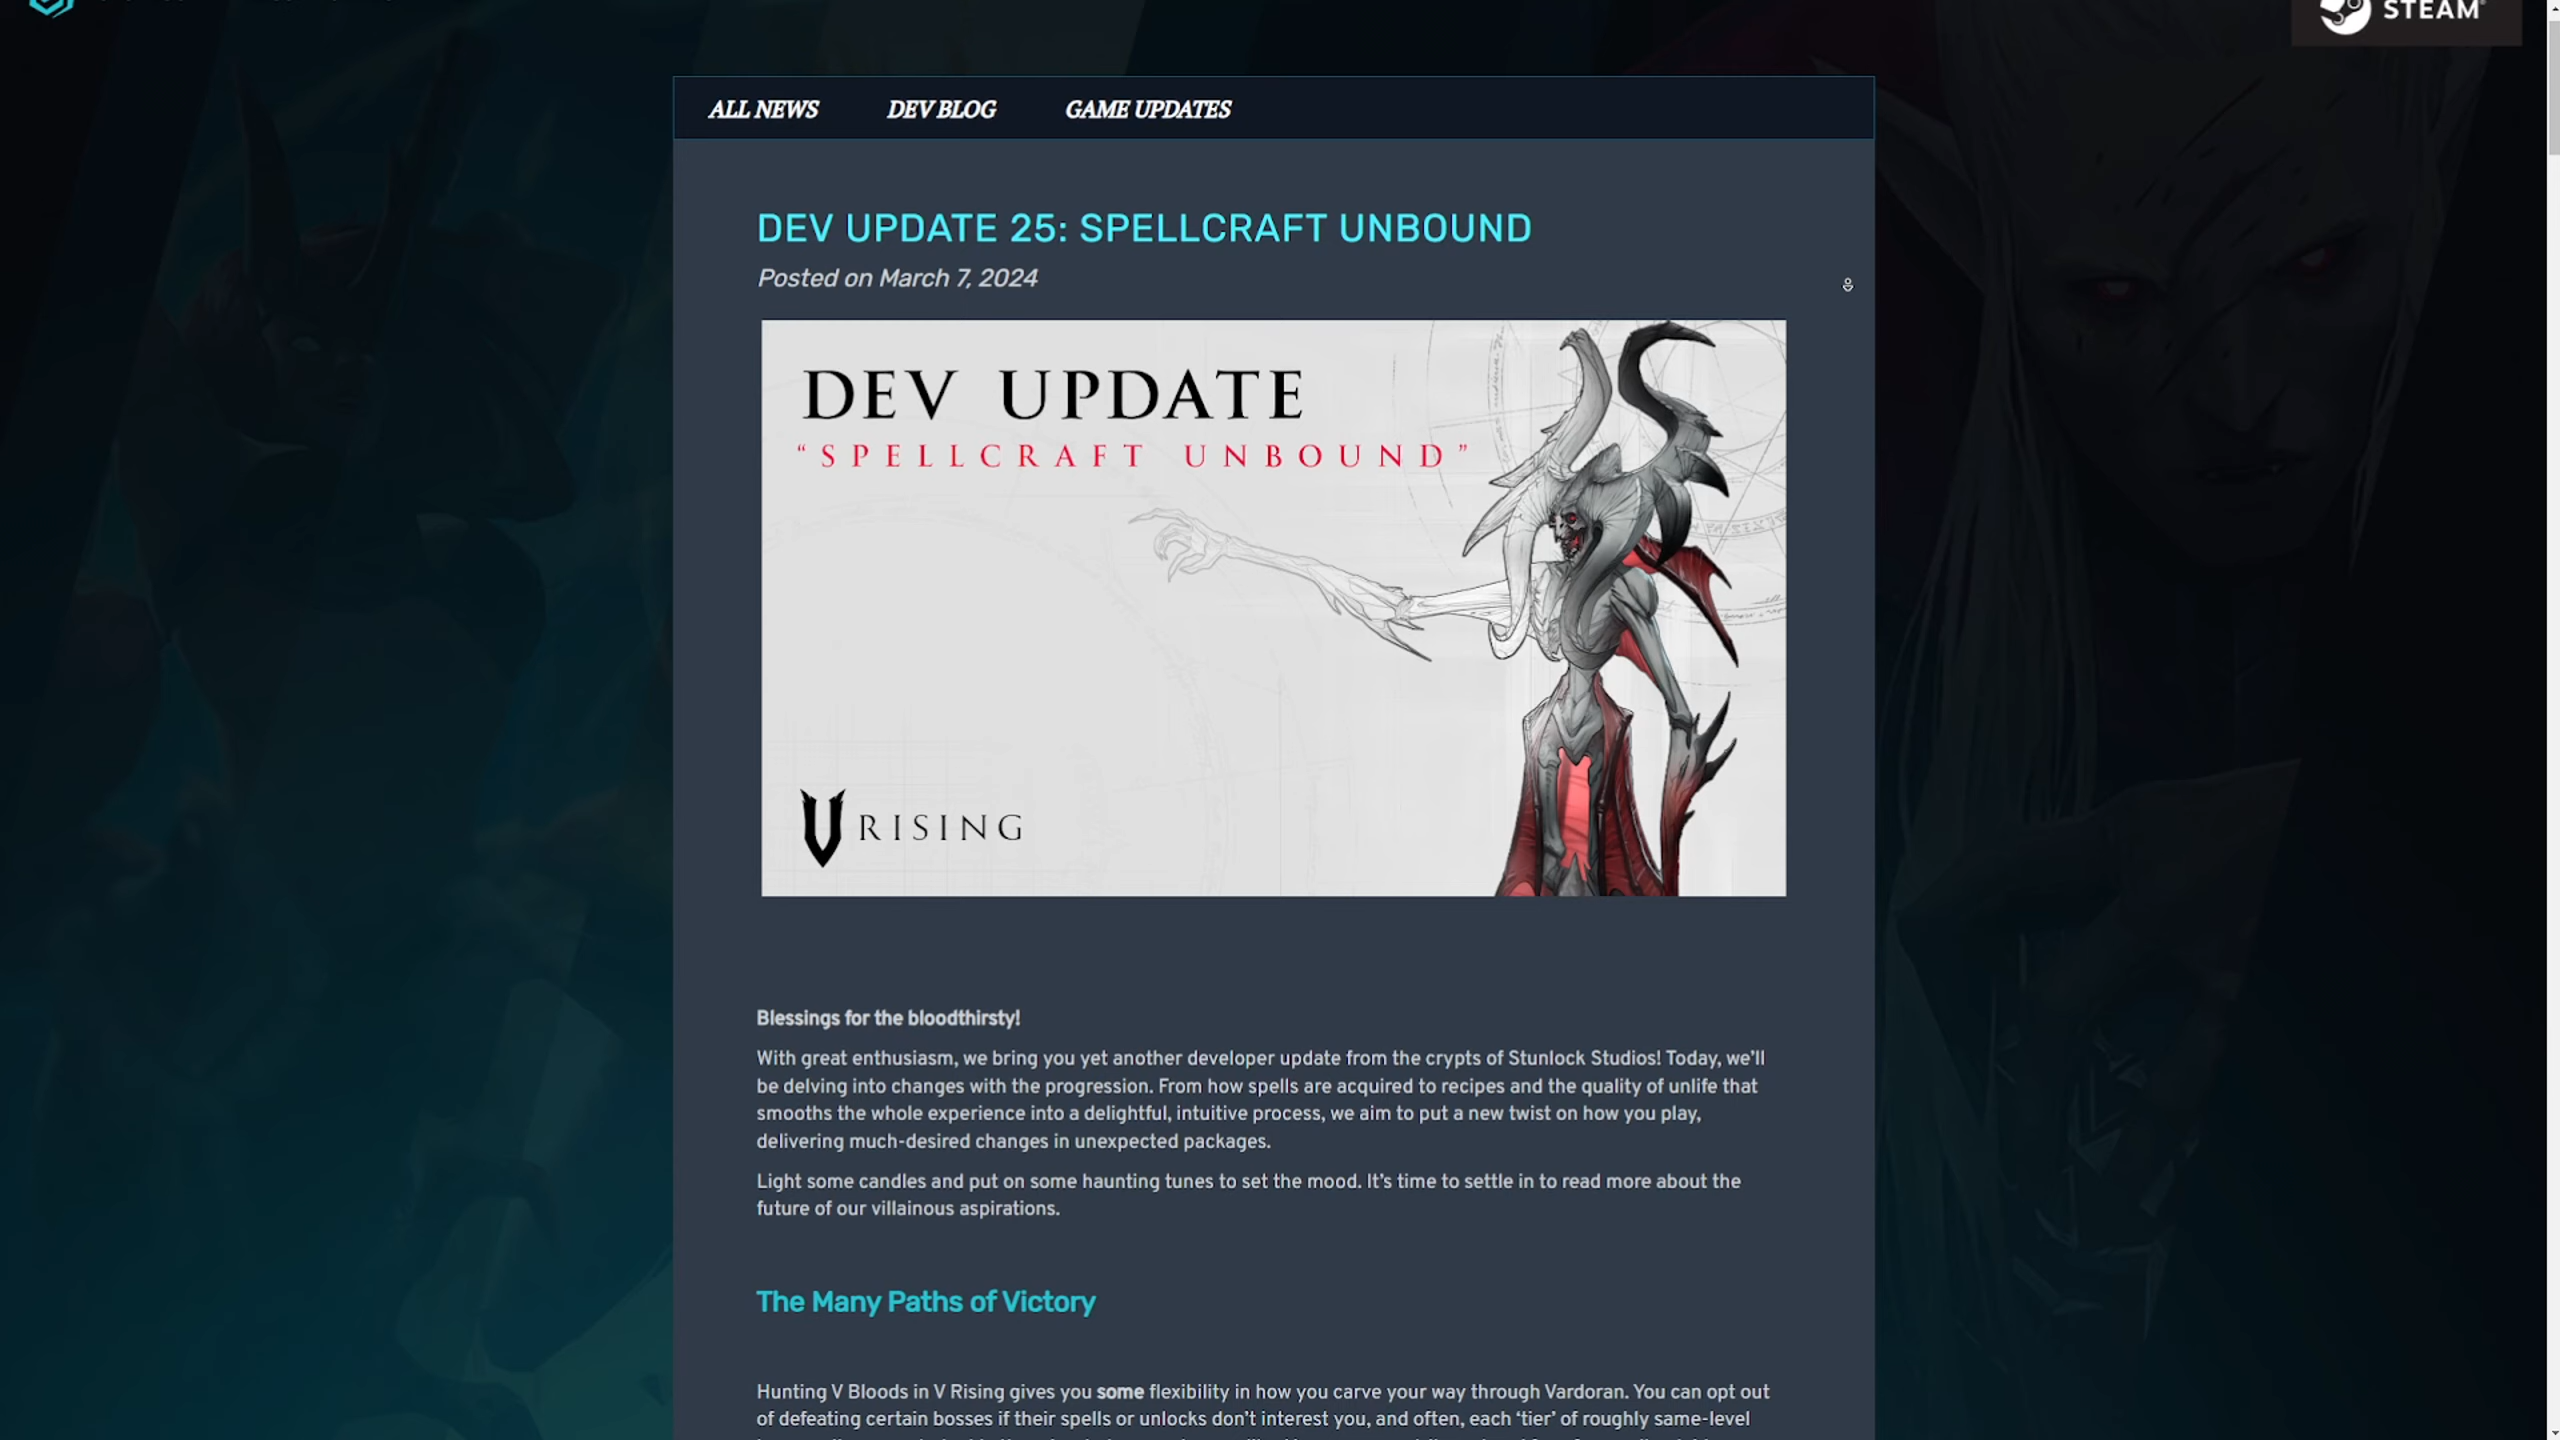 STEAM
ALL NEWS DEV BLOG GAME UPDATES
DEV UPDATE 25: SPELLCRAFT UNBOUND
Posted on March 7, 2024
DEV UPDATE
“SPELLCRAFT UNBOUND”
V RISING
Blessings for the bloodthirsty!
With great enthusiasm, we bring you yet another developer update from the crypts of Stunlock Studios! Today, we’ll
be delving into changes with the progression. From how spells are acquired to recipes and the quality of unlife that
smooths the whole experience into a delightful, intuitive process, we aim to put a new twist on how you play,
delivering much-desired changes in unexpected packages.
Light some candles and put on some haunting tunes to set the mood. It’s time to settle in to read more about the
future of our villainous aspirations.
The Many Paths of Victory
Hunting V Bloods in V Rising gives you some flexibility in how you carve your way through Vardoran. You can opt out
of defeating certain bosses if their spells or unlocks don’t interest you, and often, each ‘tier’ of roughly same-level